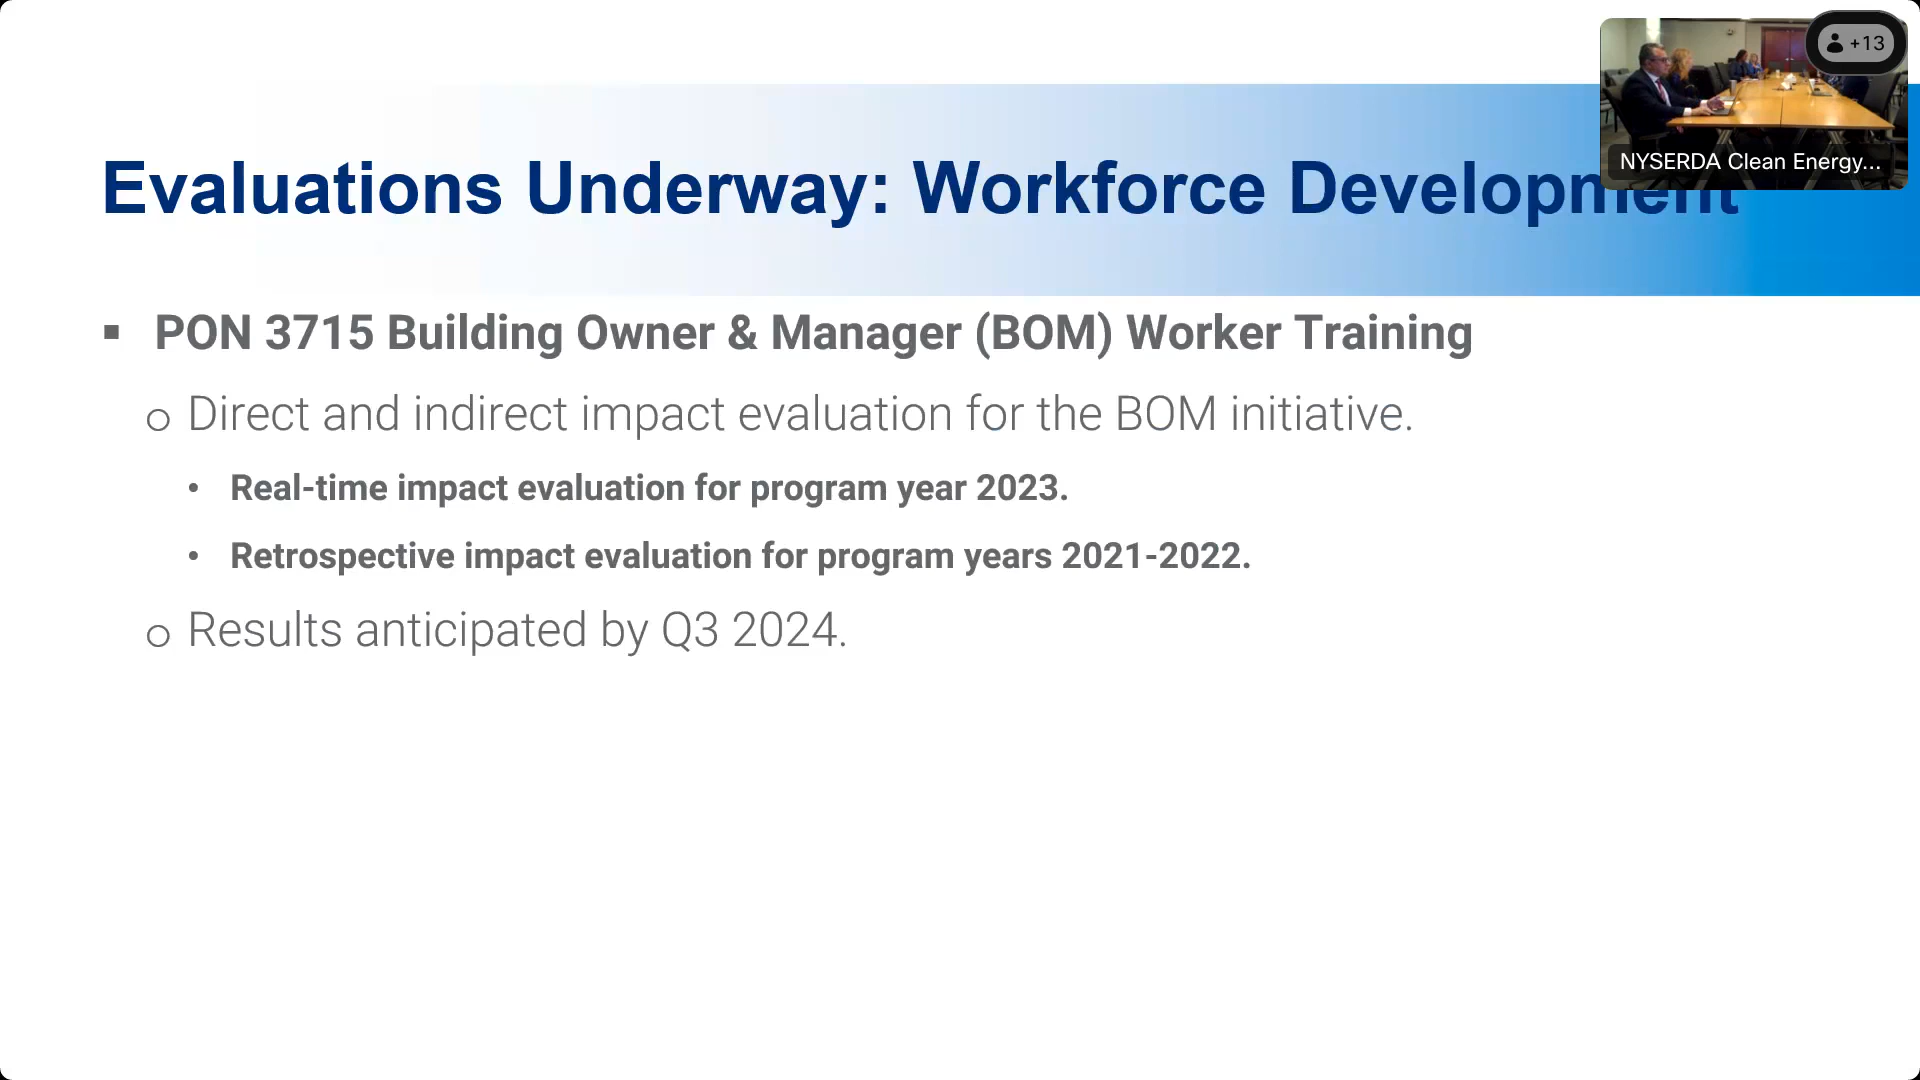 +13
NYSERDA Clean Energy...
Evaluations Underway: Workforce Development
▪ PON 3715 Building Owner & Manager (BOM) Worker Training
o Direct and indirect impact evaluation for the BOM initiative.
• Real-time impact evaluation for program year 2023.
• Retrospective impact evaluation for program years 2021-2022.
o Results anticipated by Q3 2024.